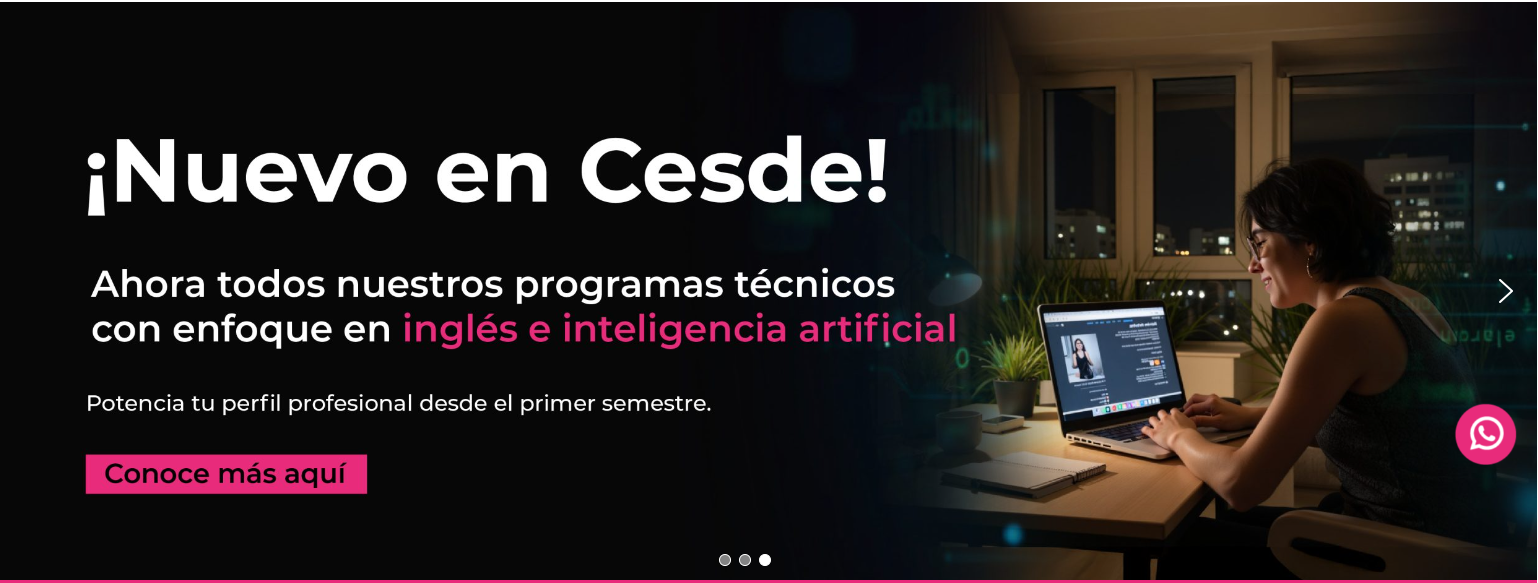 ¡Nuevo en Cesde!
Ahora todos nuestros programas técnicos
con enfoque en inglés e inteligencia artificial
Potencia tu perfil profesional desde el primer semestre.
Conoce más aquí